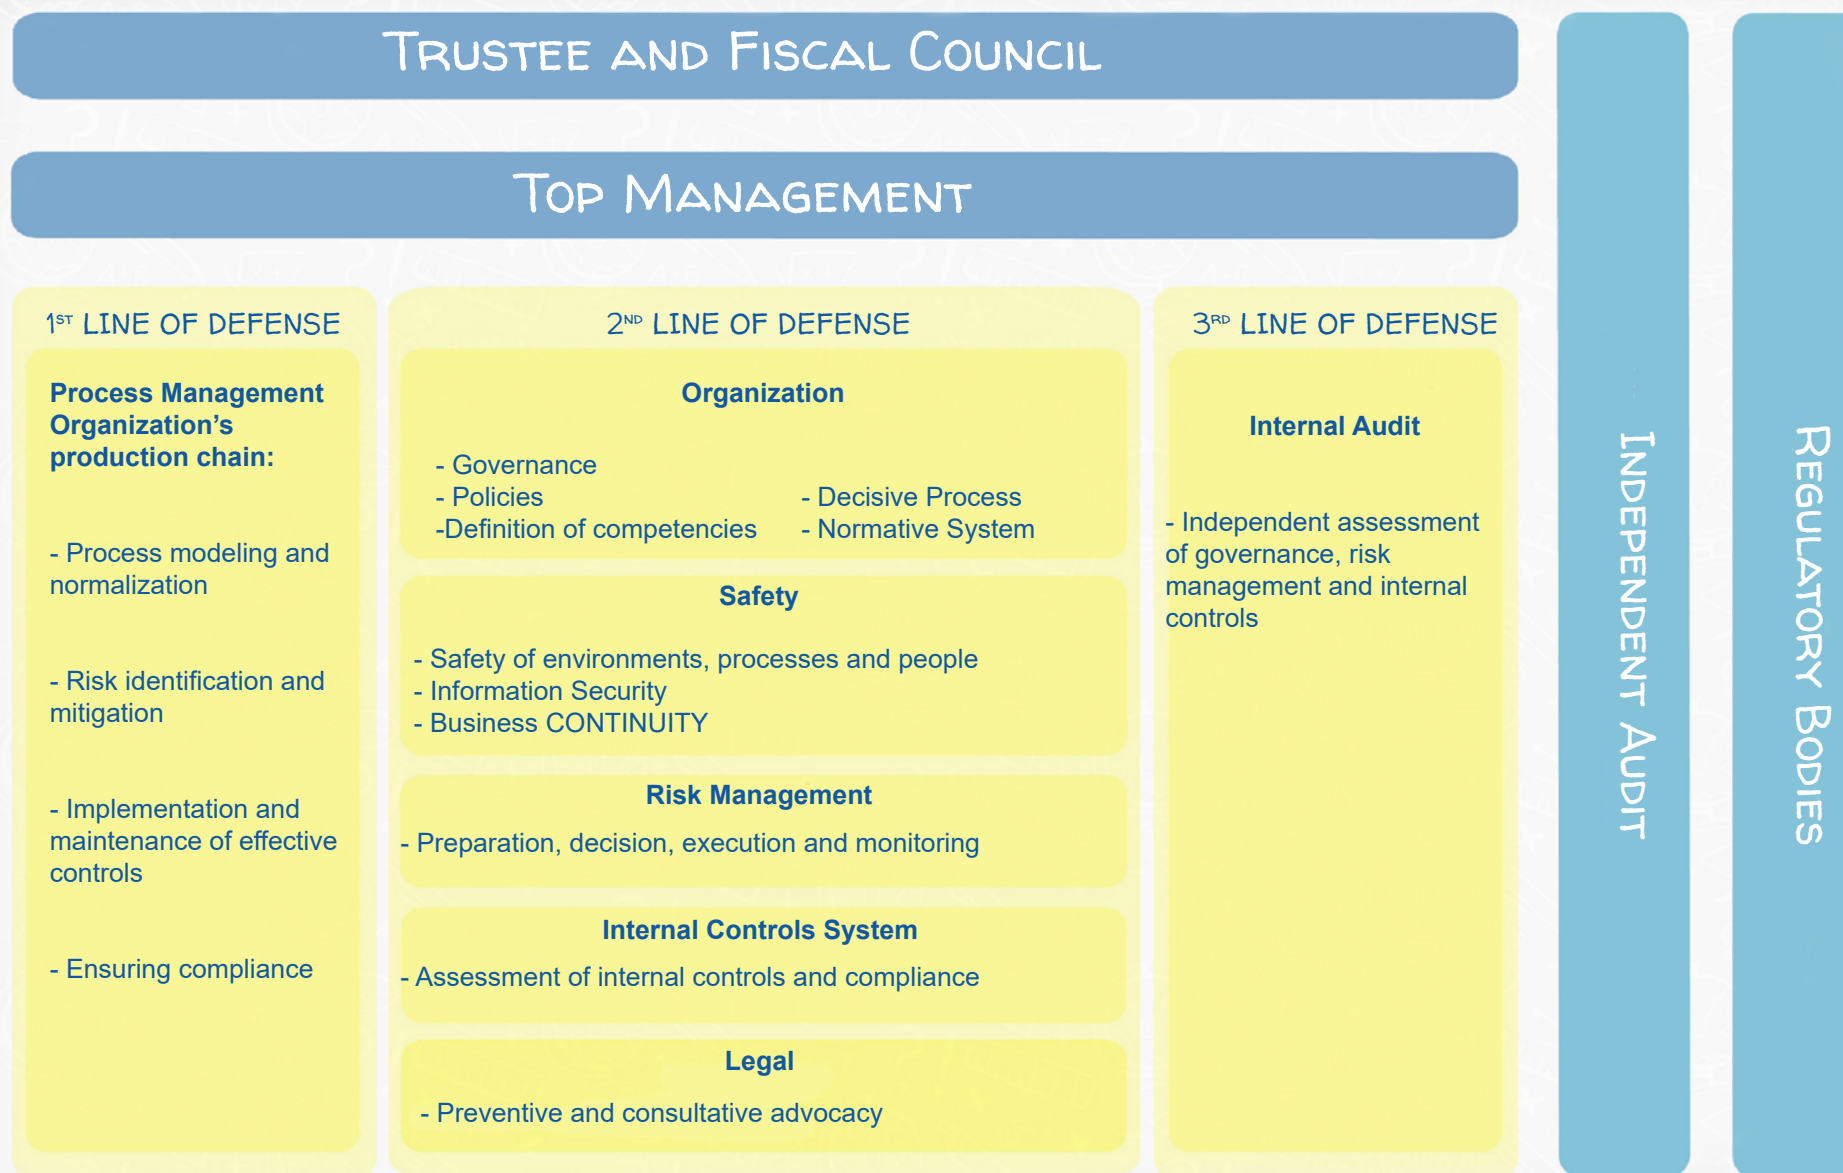 TRUSTEE AND FISCAL COUNCIL
TOP MANAGEMENT
1ST LINE OF DEFENSE
Process Management
Organization’s
production chain:
- Process modeling and
normalization
- Risk identification and
mitigation
- Implementation and
maintenance of effective
controls
- Ensuring compliance
2ND LINE OF DEFENSE
Organization
- Governance
- Policies
-Definition of competencies
- Decisive Process
- Normative System
Safety
- Safety of environments, processes and people
- Information Security
- Business CONTINUITY
Risk Management
- Preparation, decision, execution and monitoring
Internal Controls System
- Assessment of internal controls and compliance
Legal
- Preventive and consultative advocacy
3RD LINE OF DEFENSE
Internal Audit
- Independent assessment
of governance, risk
management and internal
controls
INDEPENDENT AUDIT
REGULATORY BODIES